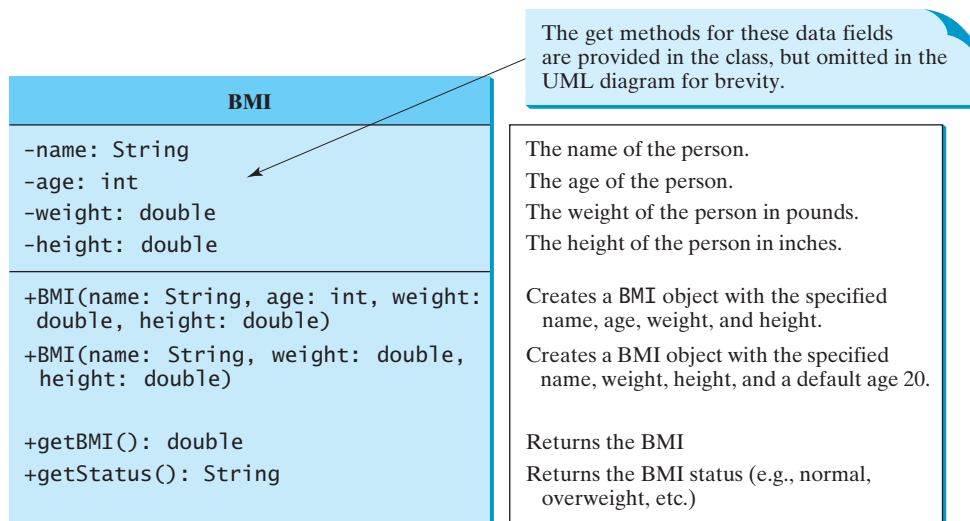 The get methods for these data fields
are provided in the class, but omitted in the
UML diagram for brevity.
BMI
-name: String
-age: int
-weight: double
-height: double
The name of the person.
The age of the person.
The weight of the person in pounds.
The height of the person in inches.
+BMI(name: String, age: int, weight:
double, height: double)
+BMI(name: String, weight: double,
height: double)
+getBMI(): double
+getStatus(): String
Creates a BMI object with the specified
name, age, weight, and height.
Creates a BMI object with the specified
name, weight, height, and a default age 20.
Returns the BMI
Returns the BMI status (e.g., normal,
overweight, etc.)